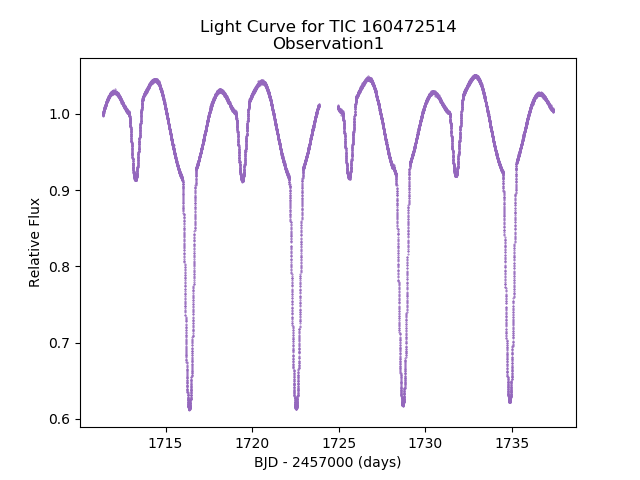 Light Curve for TIC 160472514
Observation1
1.0
0.9
0.8
0.7
0.6
Relative Flux
1715
1720
1725
1730
1735
BJD - 2457000 (days)